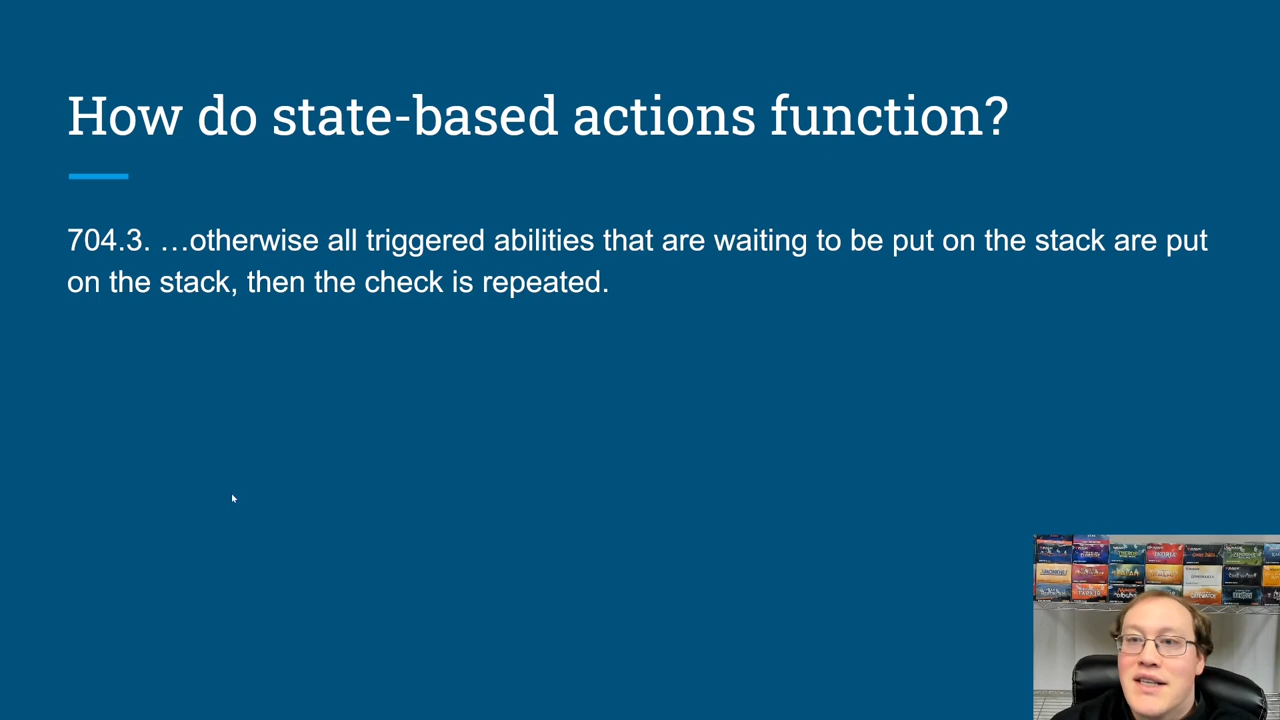 How do state-based actions function?
704.3. …otherwise all triggered abilities that are waiting to be put on the stack are put
on the stack, then the check is repeated.